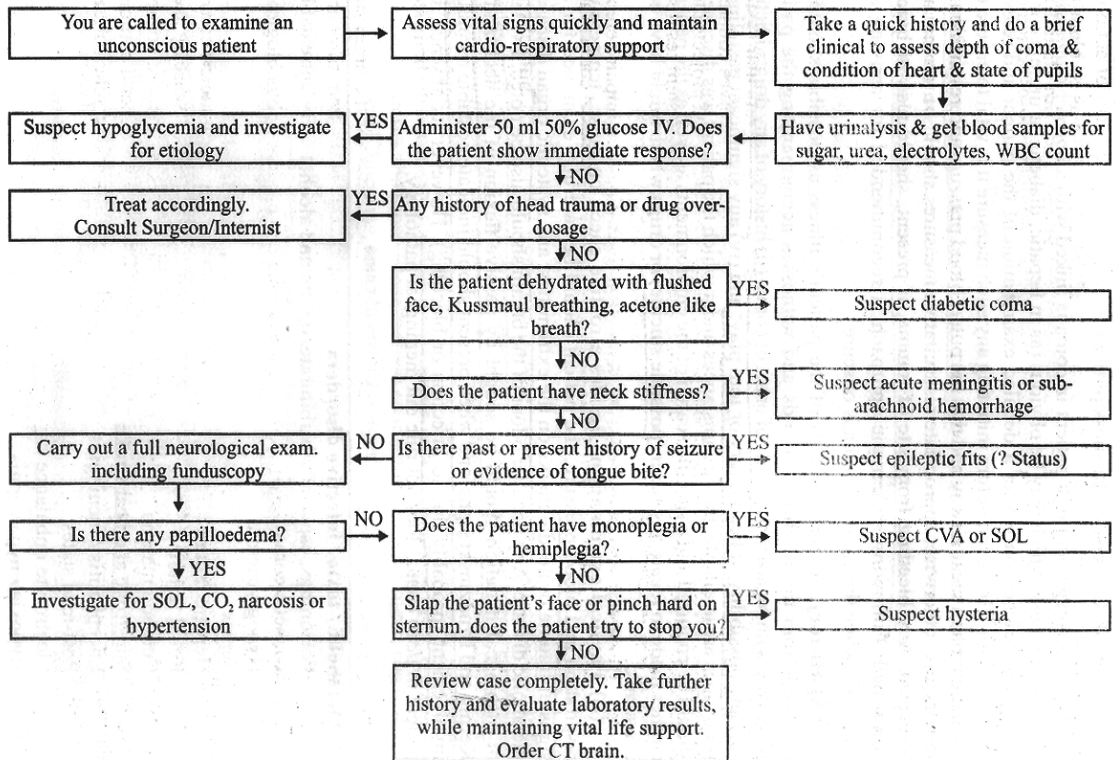 You are called to examine an
unconscious patient
Assess vital signs quickly and maintain
cardio-respiratory support
Take a quick history and do a brief
clinical to assess depth of coma &
condition of heart & state of pupils
Suspect hypoglycemia and investigate
for etiology
YES
Administer 50 ml 50% glucose IV. Does
the patient show immediate response?
Have urinalysis & get blood samples for
sugar, urea, electrolytes, WBC count
NO
Treat accordingly.
Consult Surgeon/Internist
YES
Any history of head trauma or drug over-
dosage
NO
Is the patient dehydrated with flushed
face, Kussmaul breathing, acetone like
breath?
YES
Suspect diabetic coma
NO
Does the patient have neck stiffness?
YES
Suspect acute meningitis or sub-
arachnoid hemorrhage
NO
Carry out a full neurological exam.
including funduscopy
NO
Is there past or present history of seizure
or evidence of tongue bite?
YES
Suspect epileptic fits (? Status)
Is there any papilloedema?
NO
Does the patient have monoplegia or
hemiplegia?
YES
Suspect CVA or SOL
YES
NO
Investigate for SOL, CO₂ narcosis or
hypertension
Slap the patient's face or pinch hard on
sternum. does the patient try to stop you?
YES
Suspect hysteria
NO
Review case completely. Take further
history and evaluate laboratory results,
while maintaining vital life support.
Order CT brain.